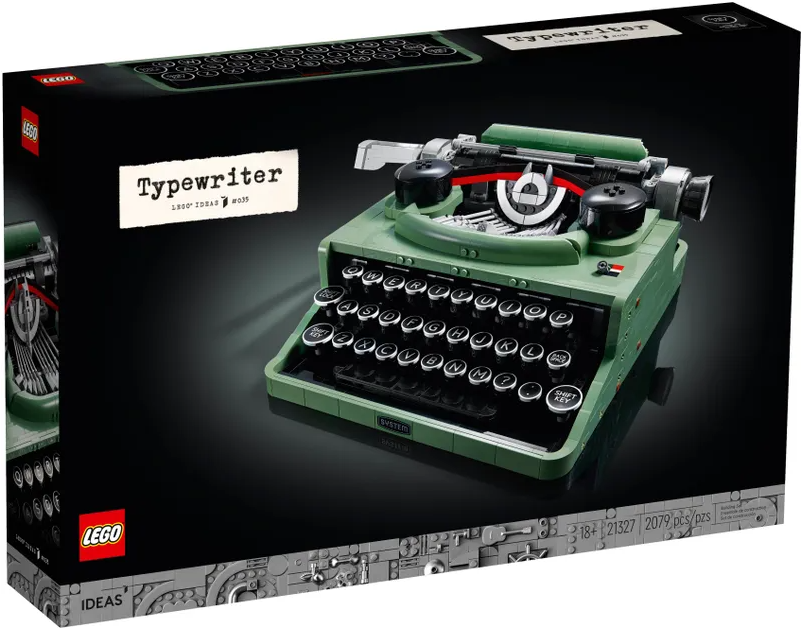 LEGO
Typewriter
LEGO
Typewriter
LEGO IDEAS #035
Q W E R T Y U I O P
A S D F G H J K L BACK SPACE
SHIFT KEY Z X C V B N M ? . SHIFT KEY
SYSTEM
LEGO
IDEAS
18+ 21327 2079 pcs/pzs